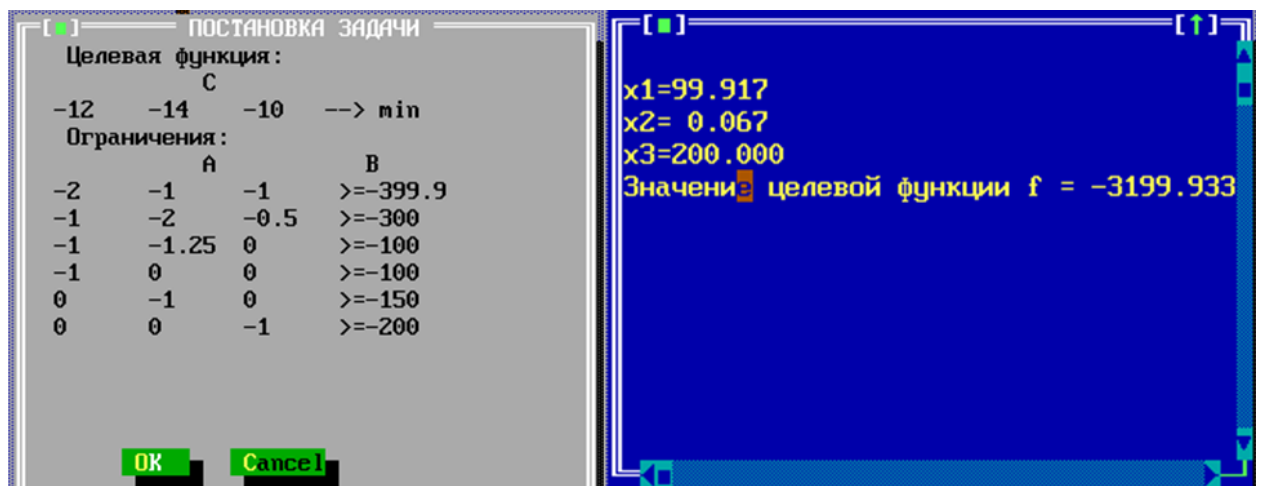 ПОСТАНОВКА ЗАДАЧИ
Целевая функция:
C
-12 -14 -10 --> min
Ограничения:
A B
-2 -1 -1 >=-399.9
-1 -2 -0.5 >=-300
-1 -1.25 0 >=-100
-1 0 0 >=-100
0 -1 0 >=-150
0 0 -1 >=-200
OK Cancel
x1=99.917
x2= 0.067
x3=200.000
Значение целевой функции f = -3199.933